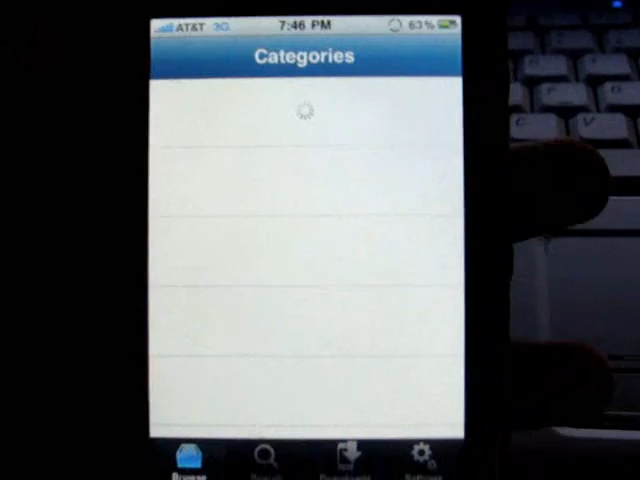 AT&T 3G 7:46 PM 63%
Categories
Browse Search Downloads Settings
C V